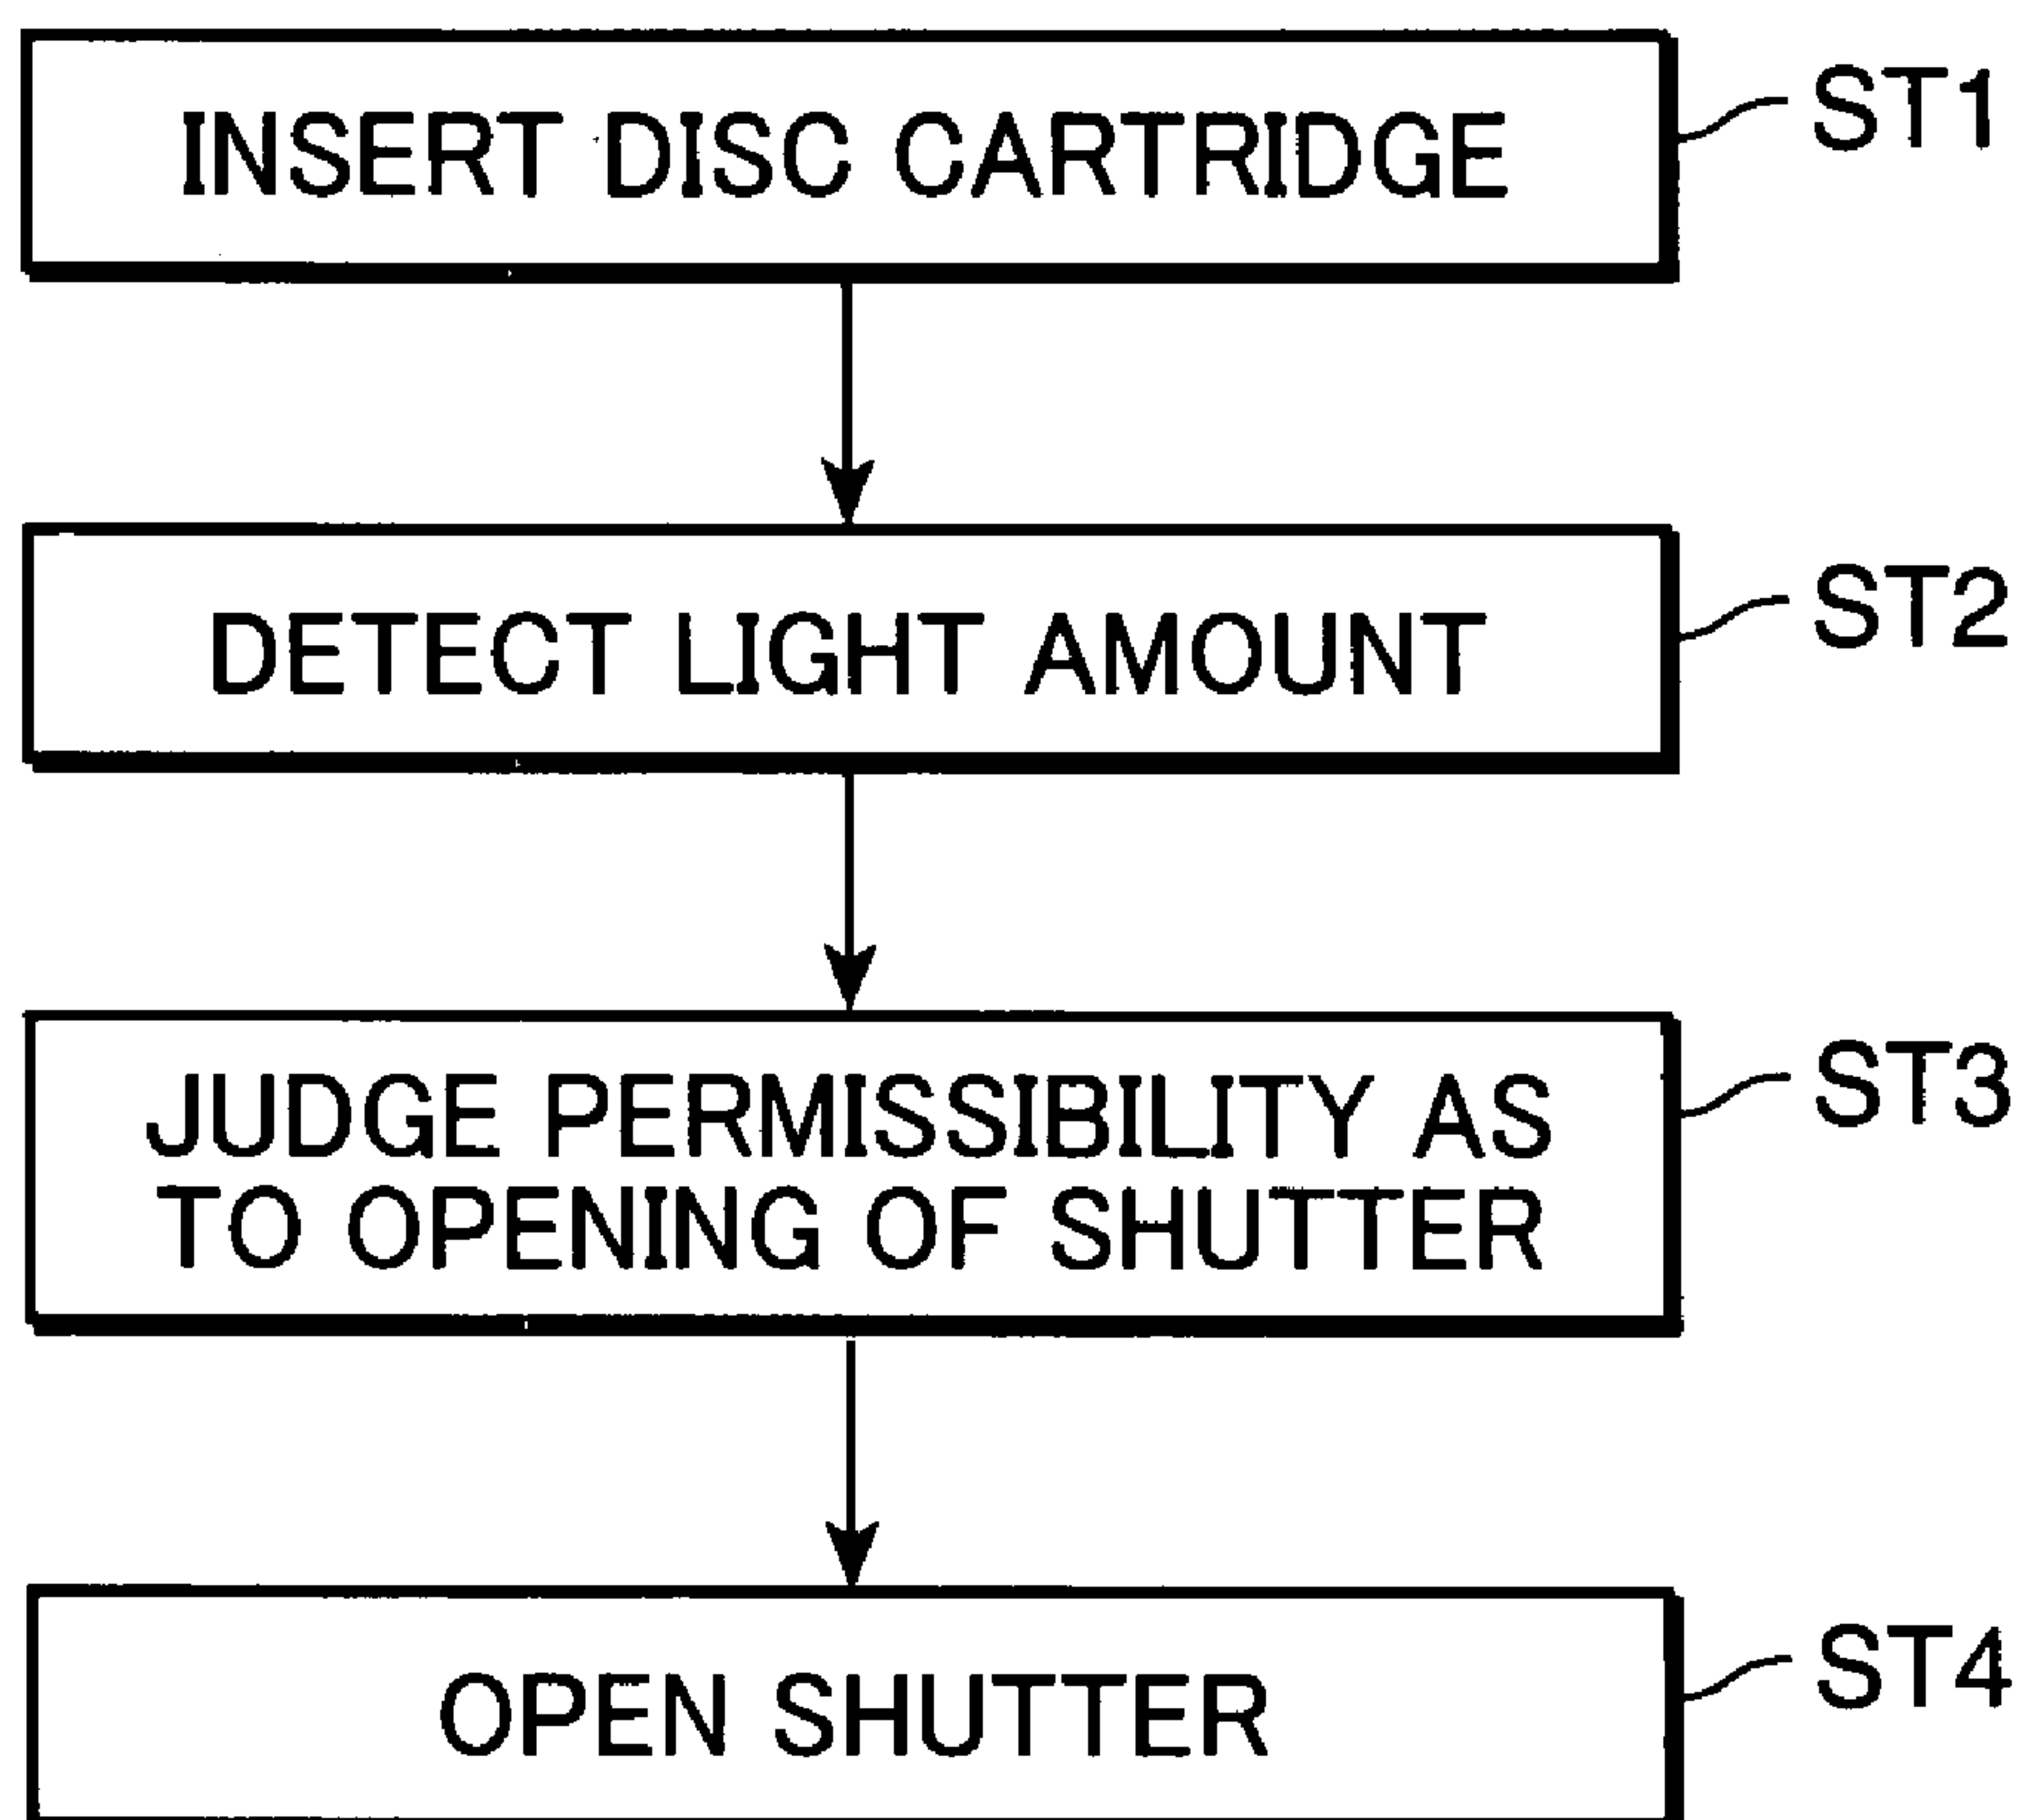 INSERT DISC CARTRIDGE
ST1
DETECT LIGHT AMOUNT
ST2
JUDGE PERMISSIBILITY AS
TO OPENING OF SHUTTER
ST3
OPEN SHUTTER
ST4